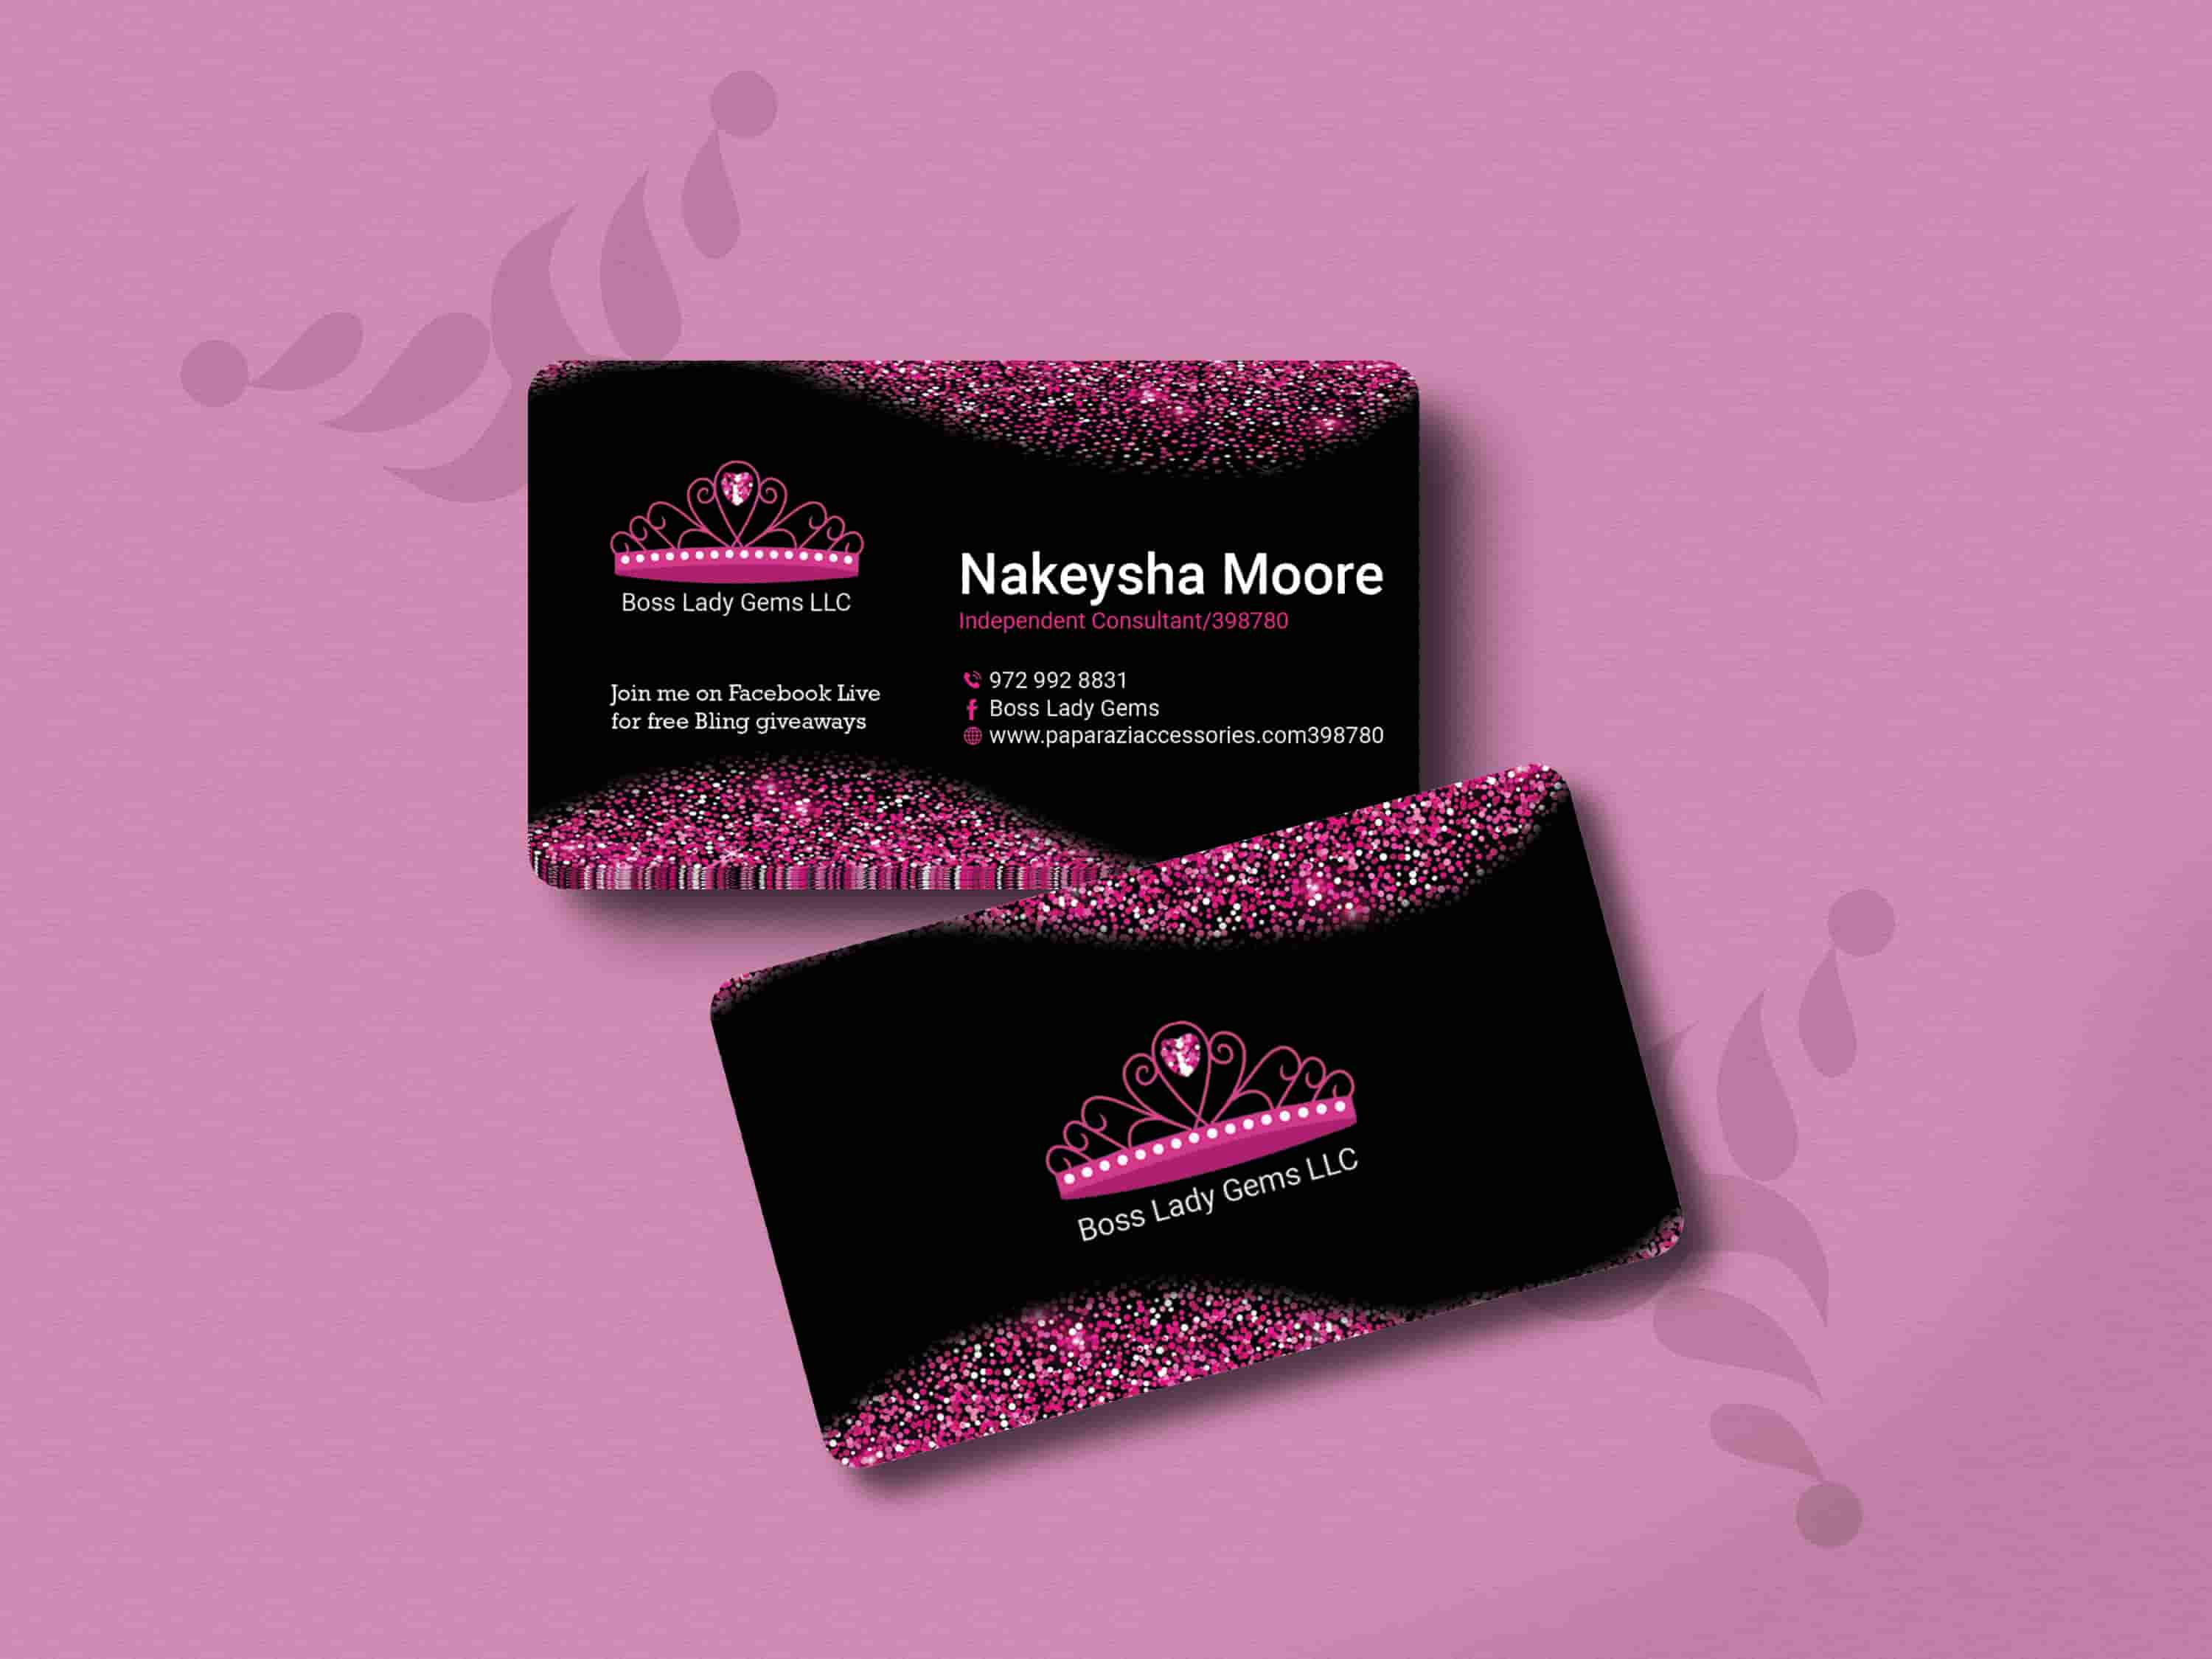 Boss Lady Gems LLC
Join me on Facebook Live
for free Bling giveaways
Nakeysha Moore
Independent Consultant/398780
972 992 8831
Boss Lady Gems
www.paparaziaccessories.com398780
Boss Lady Gems LLC